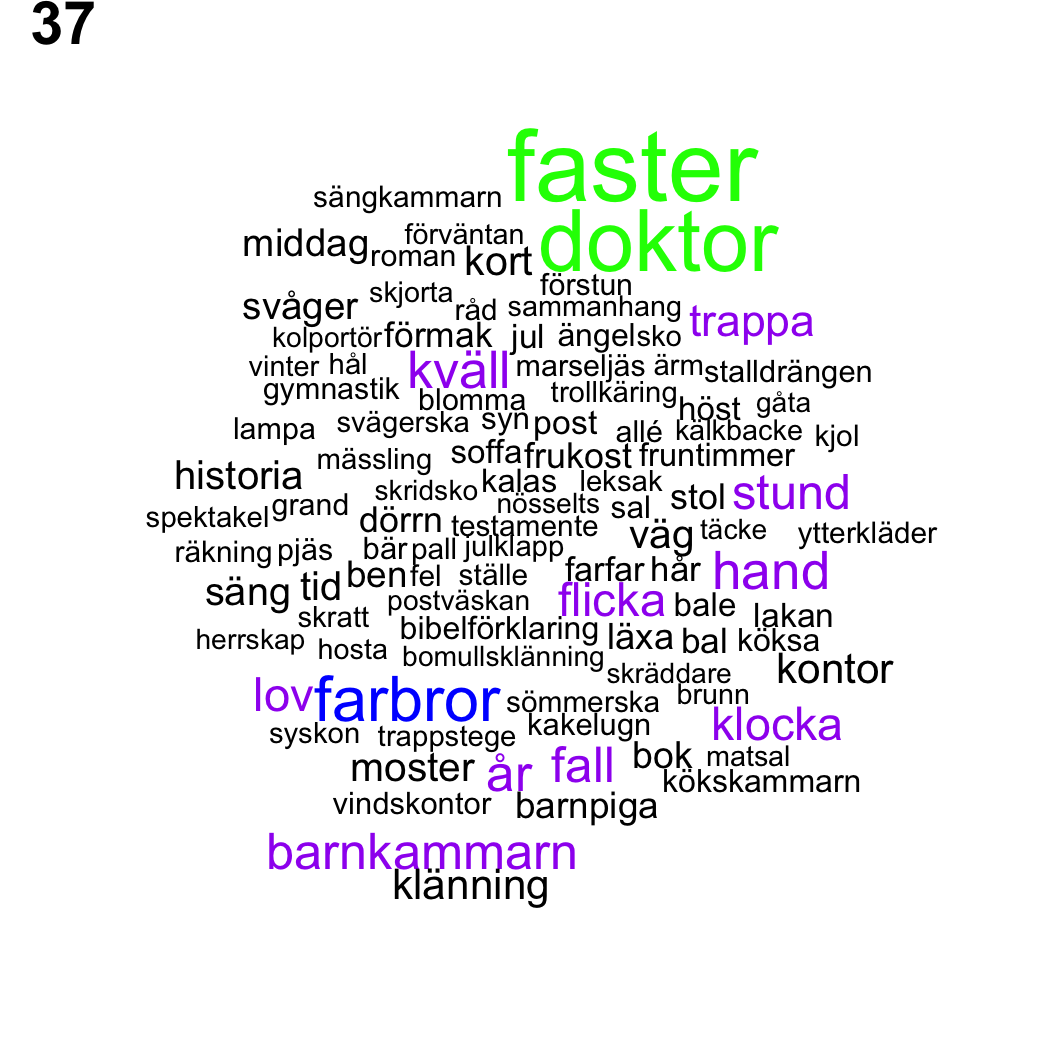 37
faster
sängkammarn
doktor
förväntan
middag
roman
kort
förstun
skjorta
svåger
råd
sammanhang
trappa
kolportör
förmak
jul
ängel
sko
vinter
hål
kväll
marseljäs
ärm
stalldrängen
gymnastik
blomma
trollkäring
höst
gåta
lampa
svägerska
syn
post
allé
kälkbacke
kjol
mässling
soffa
frukost
fruntimmer
historia
skridsko
kalas
leksak
stol
stund
spektakel
grand
nösselts
sal
dörrn
testamente
väg
täcke
ytterkläder
räkning
pjäs
bär
pall
julklapp
säng
tid
ben
fel
ställe
farfar
hår
hand
postväskan
flicka
bale
lakan
skratt
bibelförklaring
läxa
bal
köksa
herrskap
hosta
bomullsklänning
skräddare
kontor
lov
farbror
sömmerska
brunn
klocka
syskon
trappstege
kakelugn
moster
år
fall
bok
matsal
kökskammarn
vindskontor
barnpiga
barnkammarn
klänning